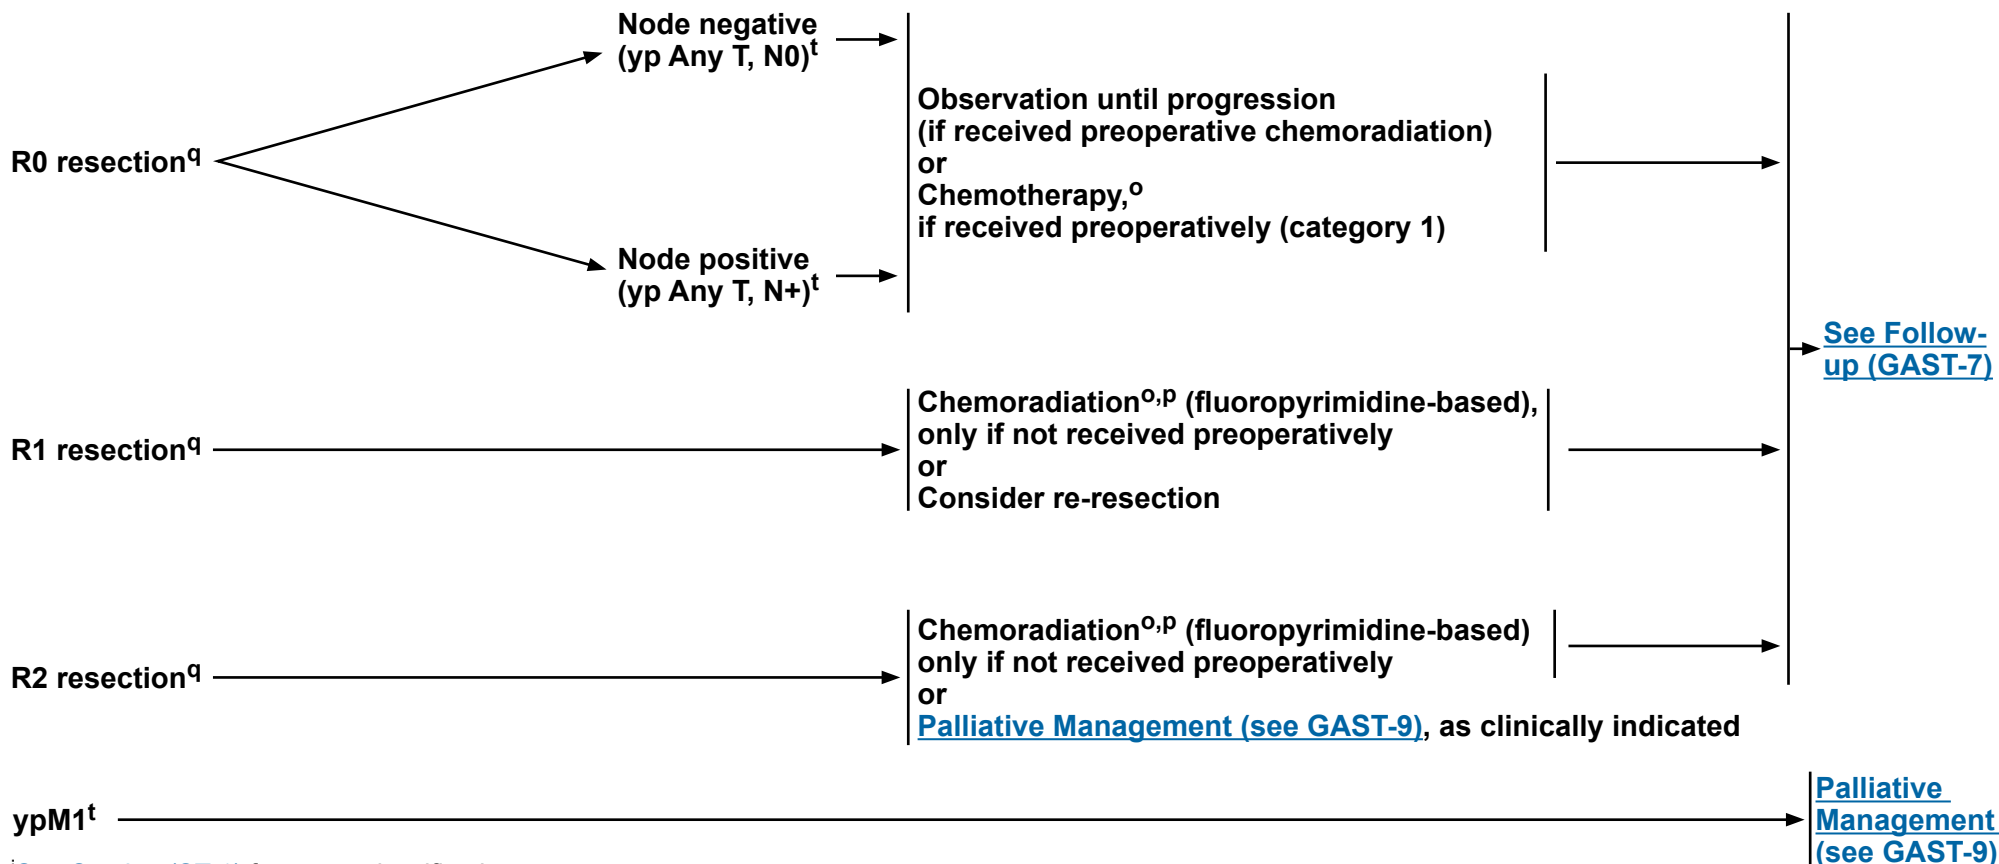 Node negative
(yp Any T, N0)t
Observation until progression
(if received preoperative chemoradiation)
or
Chemotherapy,o
if received preoperatively (category 1)
R0 resectionq
Node positive
(yp Any T, N+)t
See Follow-
up (GAST-7)
R1 resectionq
Chemoradiationo,p (fluoropyrimidine-based),
only if not received preoperatively
or
Consider re-resection
R2 resectionq
Chemoradiationo,p (fluoropyrimidine-based)
only if not received preoperatively
or
Palliative Management (see GAST-9), as clinically indicated
ypM1t
Palliative
Management
(see GAST-9)